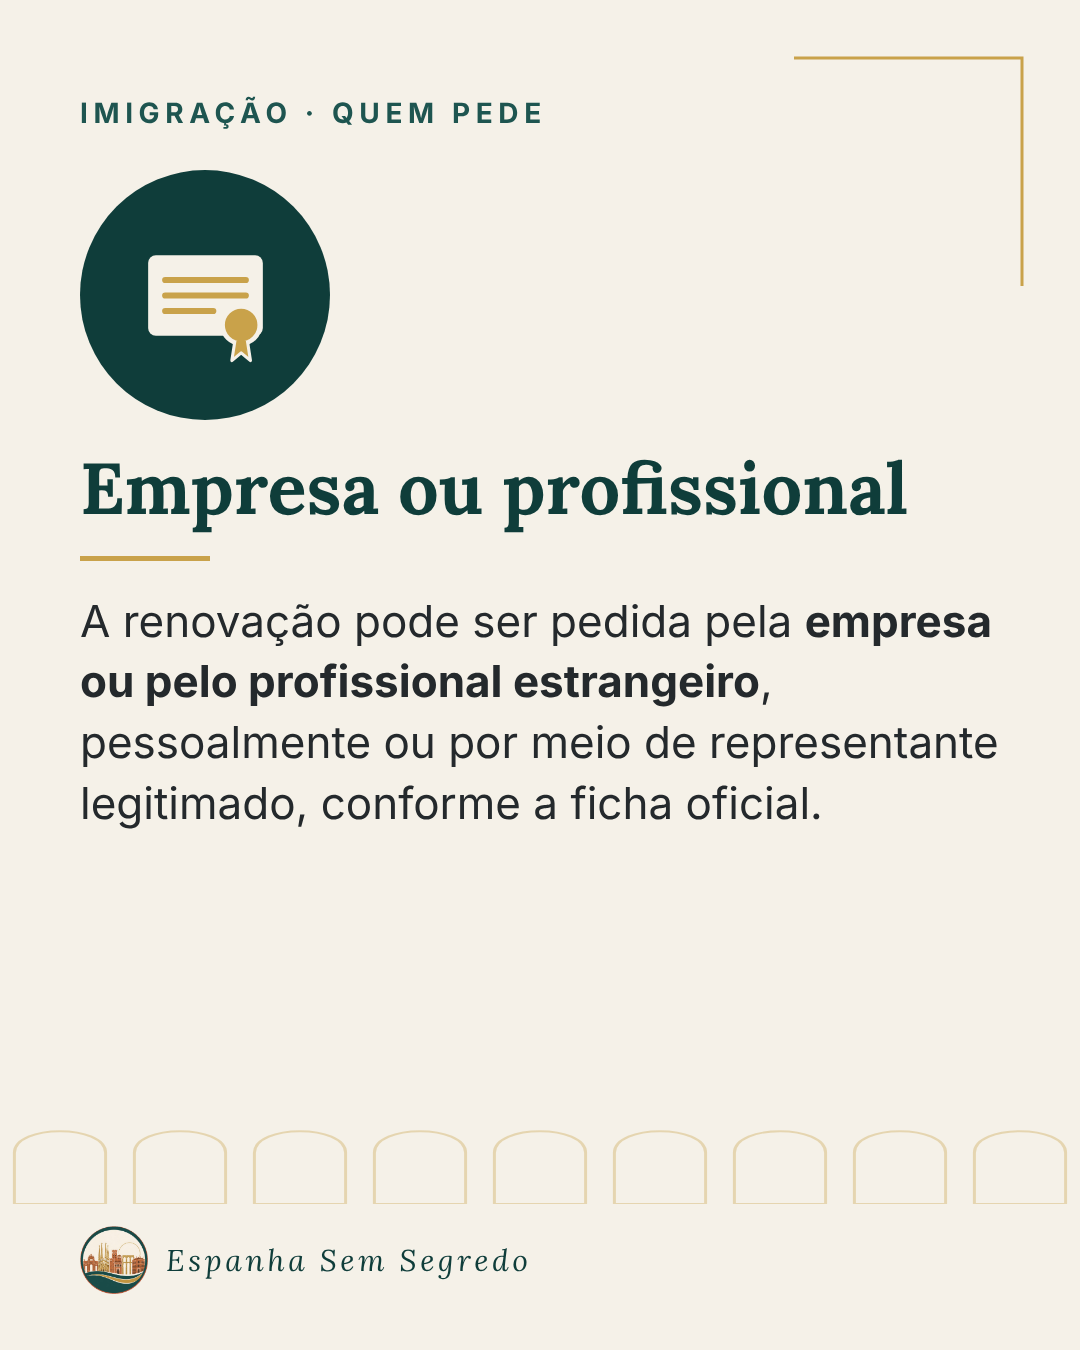 IMIGRAÇÃO · QUEM PEDE
Empresa ou profissional
A renovação pode ser pedida pela empresa
ou pelo profissional estrangeiro,
pessoalmente ou por meio de representante
legitimado, conforme a ficha oficial.
Espanha Sem Segredo